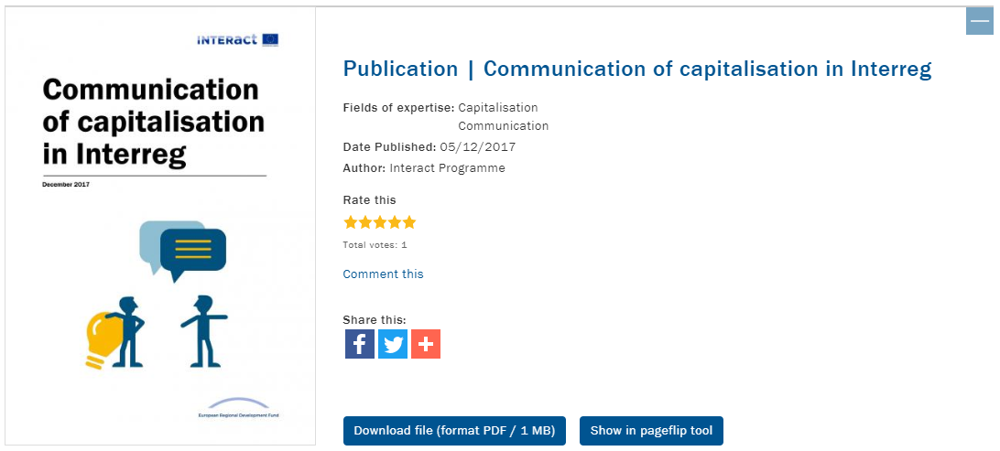 INTERact
Communication
of capitalisation
in Interreg
December 2017
European Regional Development Fund
Publication | Communication of capitalisation in Interreg
Fields of expertise: Capitalisation
Communication
Date Published: 05/12/2017
Author: Interact Programme
Rate this
Total votes: 1
Comment this
Share this:
Download file (format PDF / 1 MB)
Show in pageflip tool